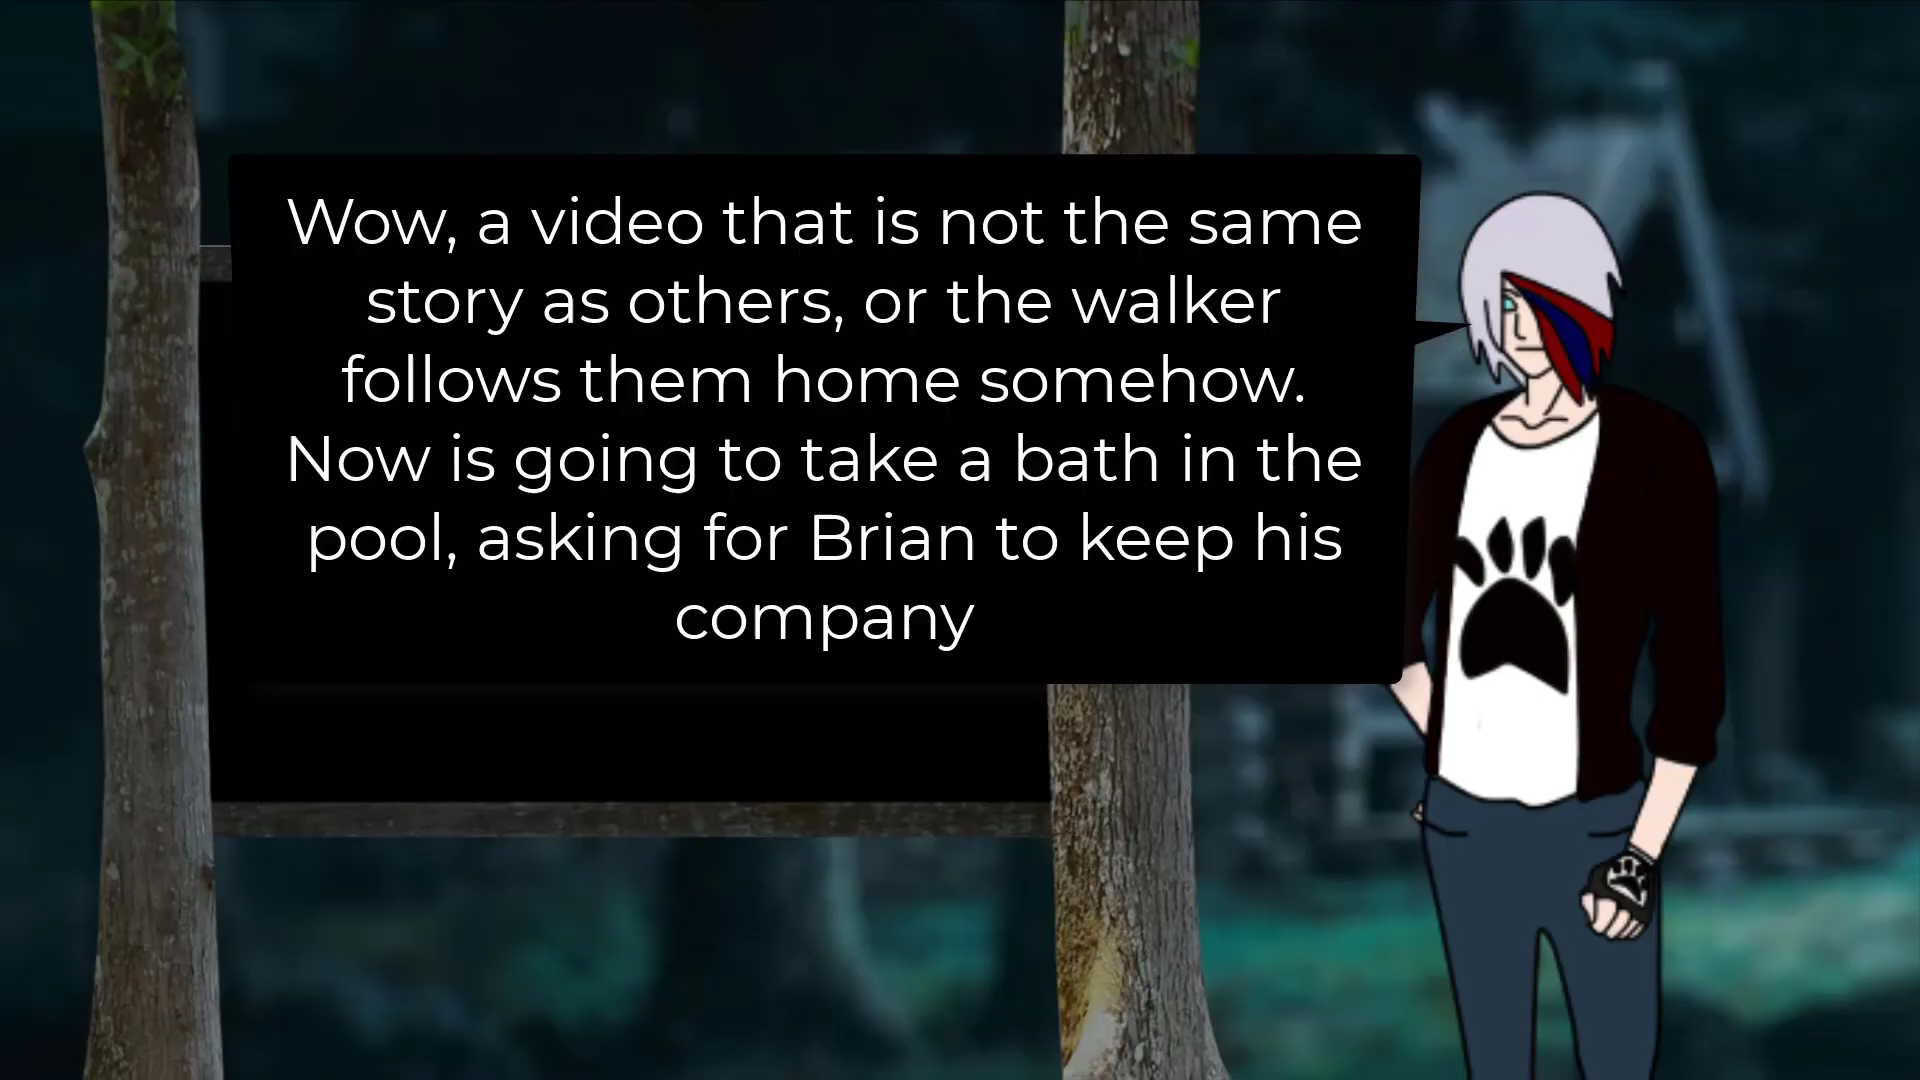 Wow, a video that is not the same
story as others, or the walker
follows them home somehow.
Now is going to take a bath in the
pool, asking for Brian to keep his
company